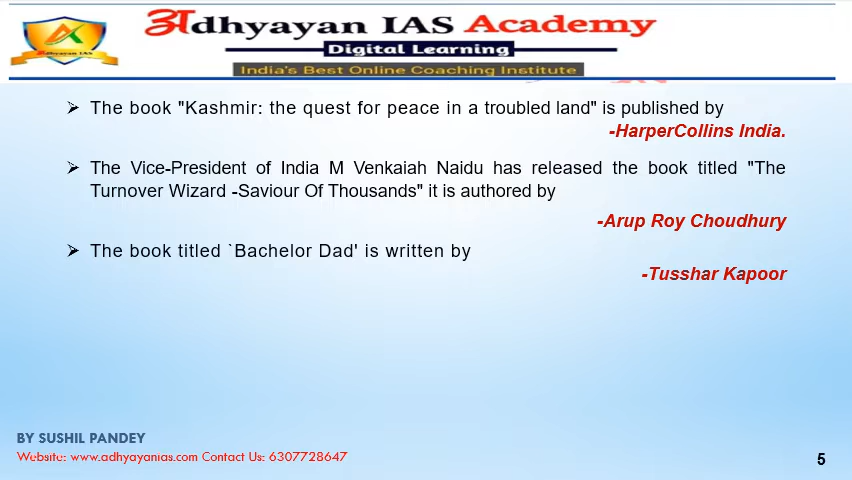 Adhyayan IAS
अdhyayan IAS Academy
Digital Learning
India's Best Online Coaching Institute
➢ The book "Kashmir: the quest for peace in a troubled land" is published by
-HarperCollins India.
➢ The Vice-President of India M Venkaiah Naidu has released the book titled "The
Turnover Wizard -Saviour Of Thousands" it is authored by
-Arup Roy Choudhury
➢ The book titled `Bachelor Dad' is written by
-Tusshar Kapoor
BY SUSHIL PANDEY
Website: www.adhyayanias.com Contact Us: 6307728647
5